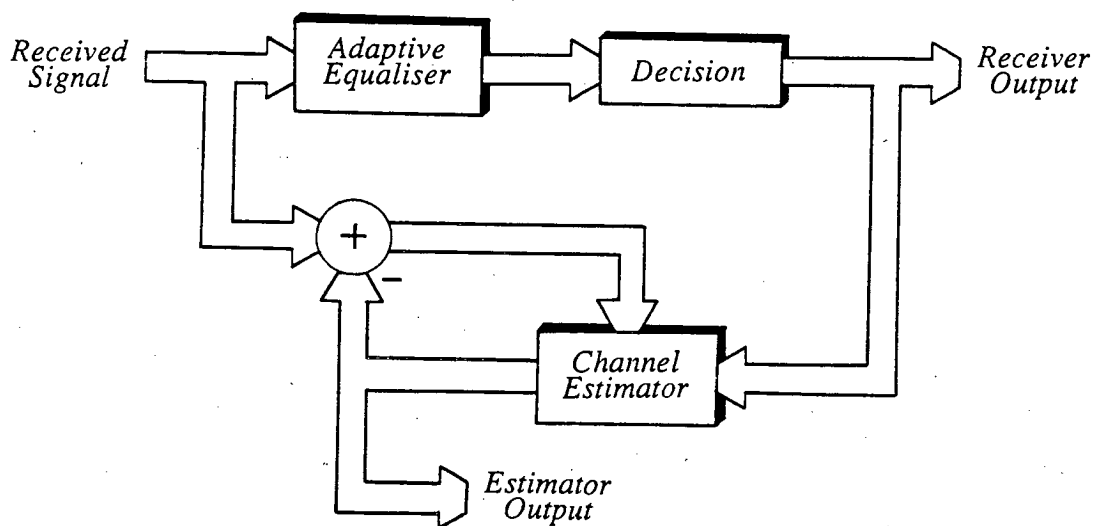 Received
Signal
Adaptive
Equaliser
Decision
Receiver
Output
+
−
Channel
Estimator
Estimator
Output